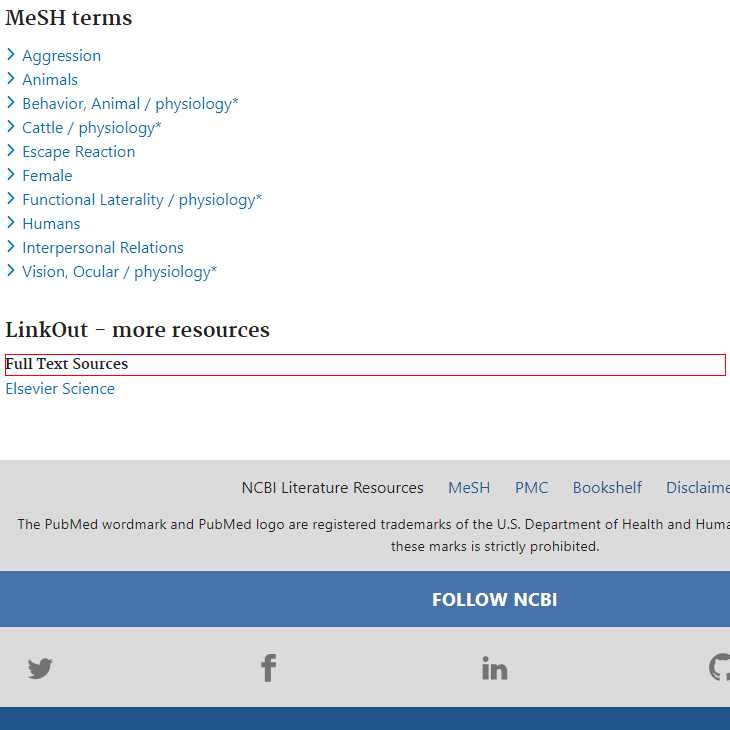 MeSH terms
Aggression
Animals
Behavior, Animal / physiology*
Cattle / physiology*
Escape Reaction
Female
Functional Laterality / physiology*
Humans
Interpersonal Relations
Vision, Ocular / physiology*
LinkOut - more resources
Full Text Sources
Elsevier Science
NCBI Literature Resources MeSH PMC Bookshelf Disclaime
The PubMed wordmark and PubMed logo are registered trademarks of the U.S. Department of Health and Huma
these marks is strictly prohibited.
FOLLOW NCBI